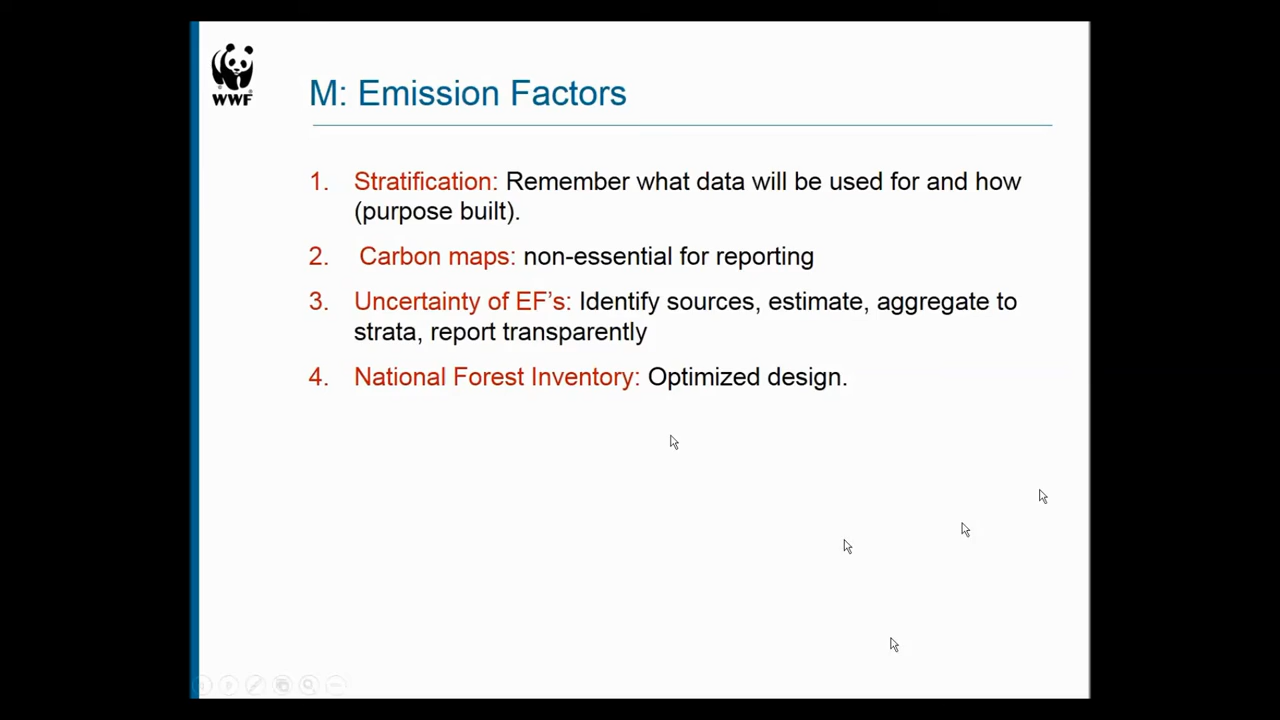 WWF
M: Emission Factors
1. Stratification: Remember what data will be used for and how
(purpose built).
2. Carbon maps: non-essential for reporting
3. Uncertainty of EF's: Identify sources, estimate, aggregate to
strata, report transparently
4. National Forest Inventory: Optimized design.